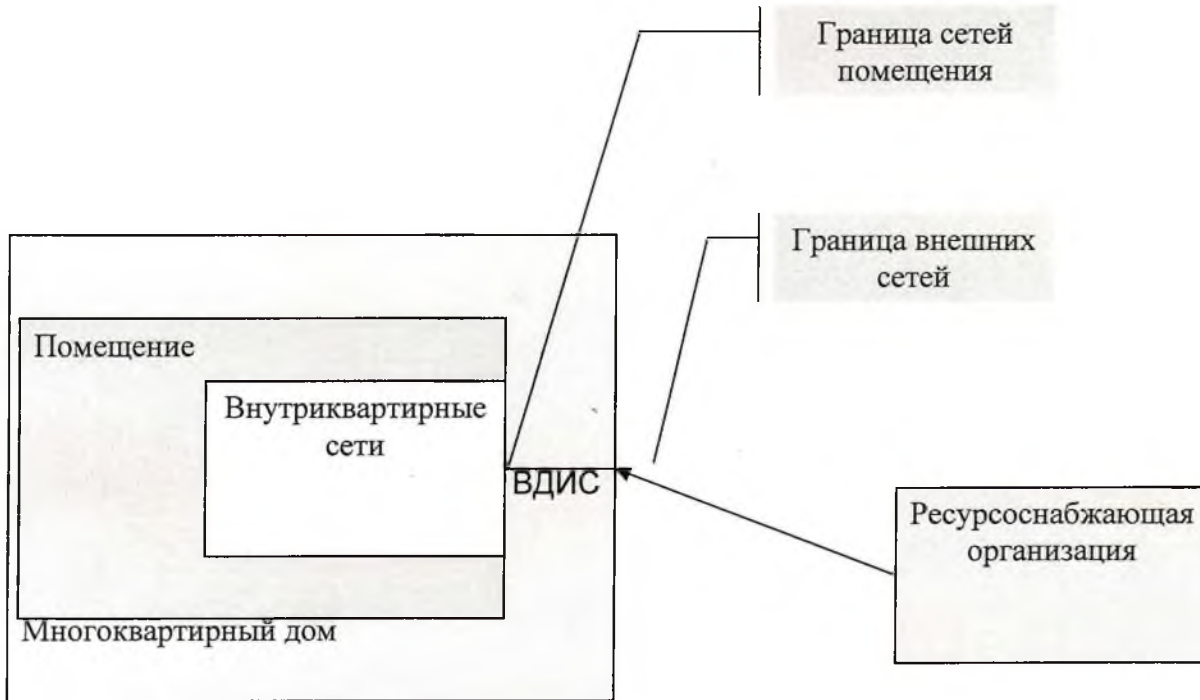 Граница сетей
помещения
Граница внешних
сетей
Помещение
Внутриквартирные
сети
ВДИС
Ресурсоснабжающая
организация
Многоквартирный дом